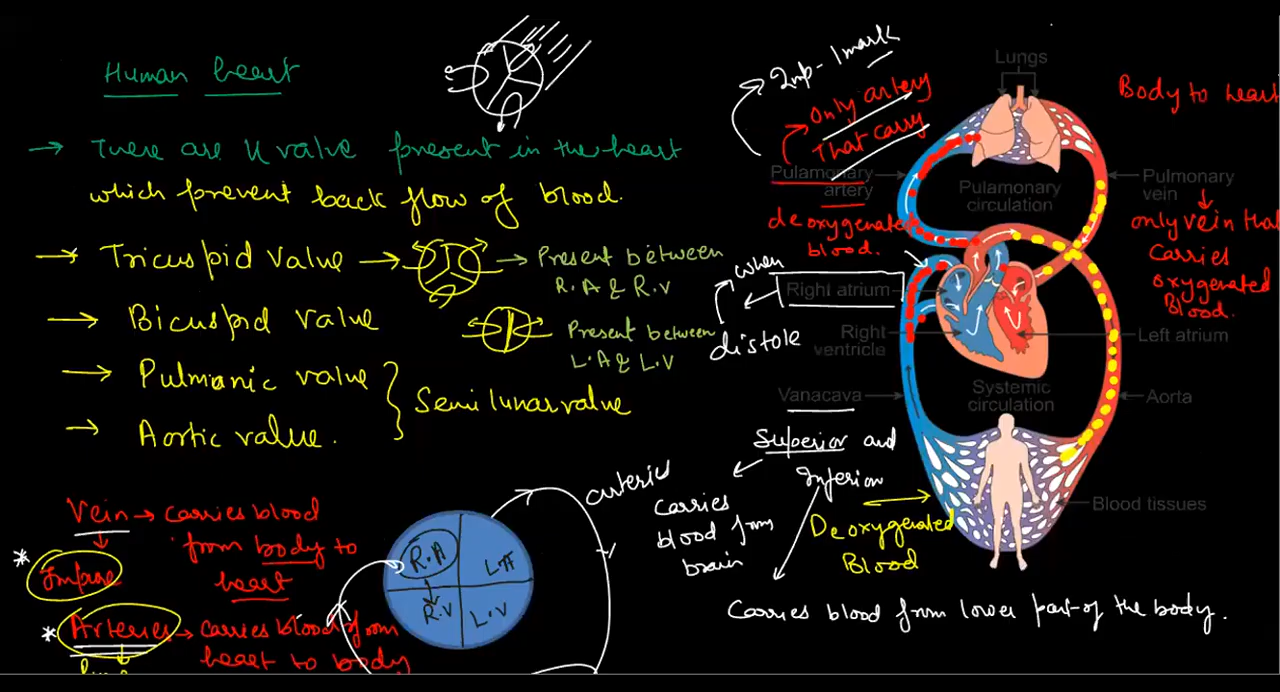 Human heart
→ There are 4 valve present in the heart
which prevent back flow of blood.
→ Tricuspid valve → → Present between
R.A & R.V
→ Bicuspid valve Present between
L.A & L.V
→ Pulmonic valve
→ Aortic valve.
Semilunar valve
Vein → carries blood
from body to
heart
* Impure
* Arteries → carries blood from
heart to body
R.A
L.A
R.V
L.V
arteries
Imp-1mark
Only artery
That carry
Pulamonary
artery
deoxygenated
blood.
when
Right atrium
distole
Right
ventricle
Vanacava
Superior and
Inferior
Carries
blood from
brain
Deoxygenated
Blood
Carries blood from lower part of the body.
Lungs
Pulamonary
circulation
Systemic
circulation
Body to heart
Pulmonary
vein
only vein that
Carries
oxygenated
Blood.
Left atrium
Aorta
Blood tissues